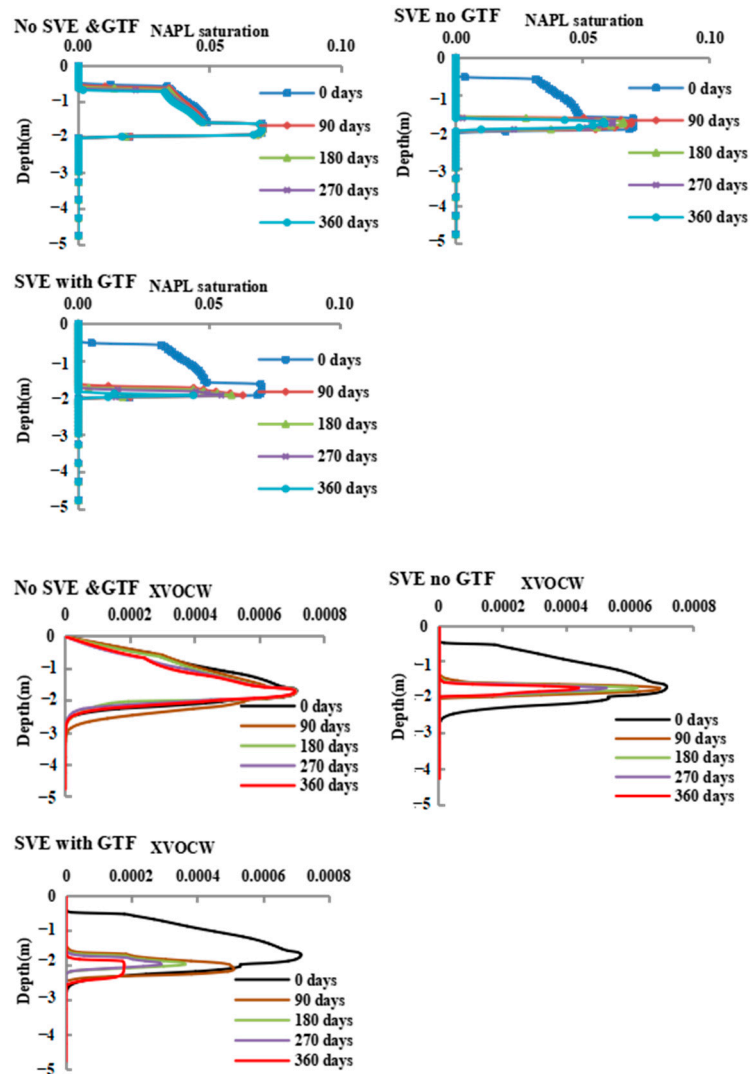 No SVE &GTF NAPL saturation
0.00 0.05 0.10
0
−1
−2
−3
−4
−5
Depth(m)
0 days
90 days
180 days
270 days
360 days
SVE no GTF NAPL saturation
0.00 0.05 0.10
0
−1
−2
−3
−4
−5
Depth(m)
0 days
90 days
180 days
270 days
360 days
SVE with GTF NAPL saturation
0.00 0.05 0.10
0
−1
−2
−3
−4
−5
Depth(m)
0 days
90 days
180 days
270 days
360 days
No SVE &GTF XVOCW
0 0.0002 0.0004 0.0006 0.0008
0
−1
−2
−3
−4
−5
Depth(m)
0 days
90 days
180 days
270 days
360 days
SVE no GTF XVOCW
0 0.0002 0.0004 0.0006 0.0008
0
−1
−2
−3
−4
−5
Depth(m)
0 days
90 days
180 days
270 days
360 days
SVE with GTF XVOCW
0 0.0002 0.0004 0.0006 0.0008
0
−1
−2
−3
−4
−5
Depth(m)
0 days
90 days
180 days
270 days
360 days